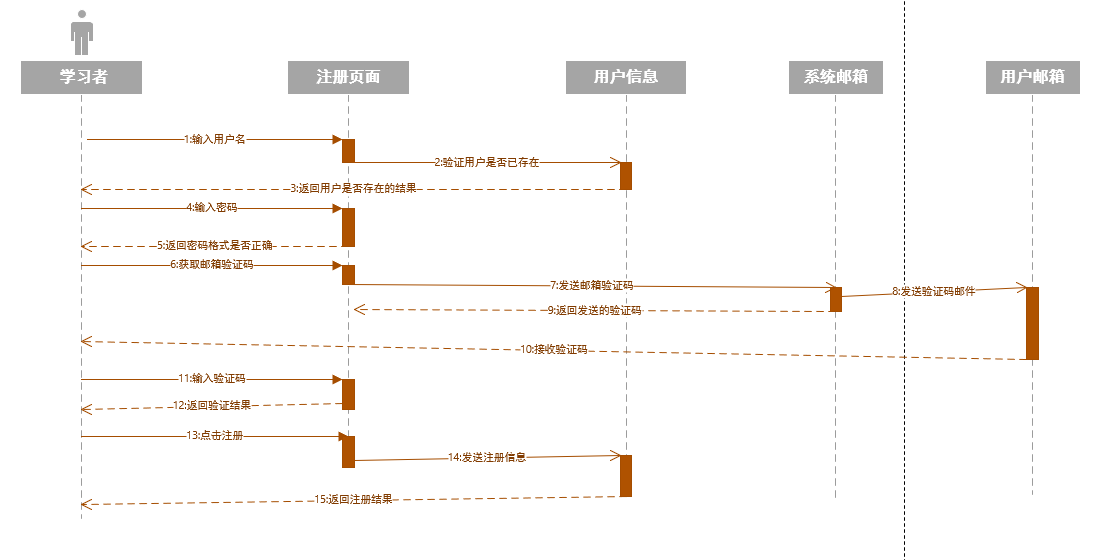 学习者
注册页面
用户信息
系统邮箱
用户邮箱
1:输入用户名
2:验证用户是否已存在
3:返回用户是否存在的结果
4:输入密码
5:返回密码格式是否正确
6:获取邮箱验证码
7:发送邮箱验证码
8:发送验证码邮件
9:返回发送的验证码
10:接收验证码
11:输入验证码
12:返回验证结果
13:点击注册
14:发送注册信息
15:返回注册结果